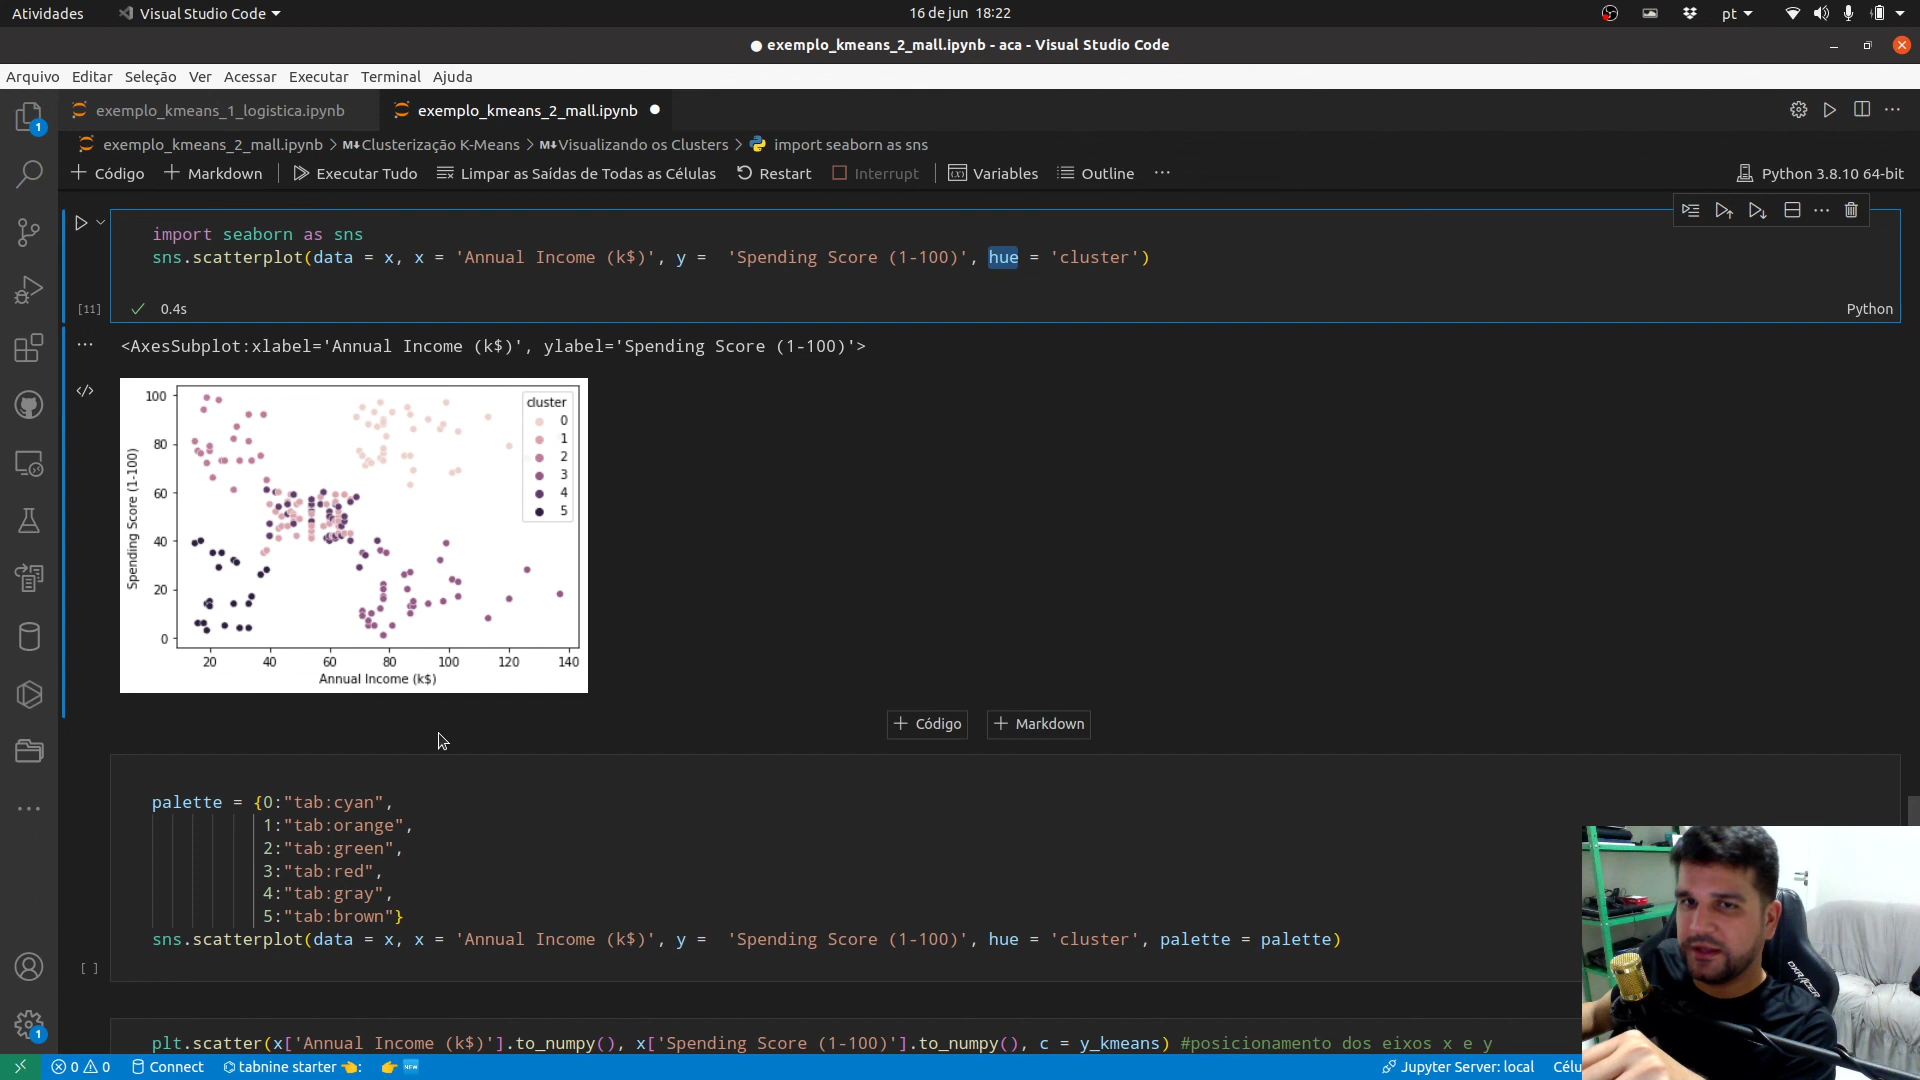 Atividades
Visual Studio Code
16 de jun 18:22
pt
● exemplo_kmeans_2_mall.ipynb - aca - Visual Studio Code
Arquivo Editar Seleção Ver Acessar Executar Terminal Ajuda
exemplo_kmeans_1_logistica.ipynb
exemplo_kmeans_2_mall.ipynb
exemplo_kmeans_2_mall.ipynb > M↓Clusterização K-Means > M↓Visualizando os Clusters > import seaborn as sns
+ Código + Markdown Executar Tudo Limpar as Saídas de Todas as Células Restart Interrupt Variables Outline ...
Python 3.8.10 64-bit
import seaborn as sns
sns.scatterplot(data = x, x = 'Annual Income (k$)', y =  'Spending Score (1-100)', hue = 'cluster')
[11]
0.4s
Python
<AxesSubplot:xlabel='Annual Income (k$)', ylabel='Spending Score (1-100)'>
cluster
0
1
2
3
4
5
100
80
60
40
20
0
Spending Score (1-100)
20 40 60 80 100 120 140
Annual Income (k$)
+ Código
+ Markdown
palette = {0:"tab:cyan",
1:"tab:orange",
2:"tab:green",
3:"tab:red",
4:"tab:gray",
5:"tab:brown"}
sns.scatterplot(data = x, x = 'Annual Income (k$)', y =  'Spending Score (1-100)', hue = 'cluster', palette = palette)
[ ]
plt.scatter(x['Annual Income (k$)'].to_numpy(), x['Spending Score (1-100)'].to_numpy(), c = y_kmeans) #posicionamento dos eixos x e y
DXRACER
1
1
0 0 Connect tabnine starter 👈: 👉 NEW
Jupyter Server: local
Célu